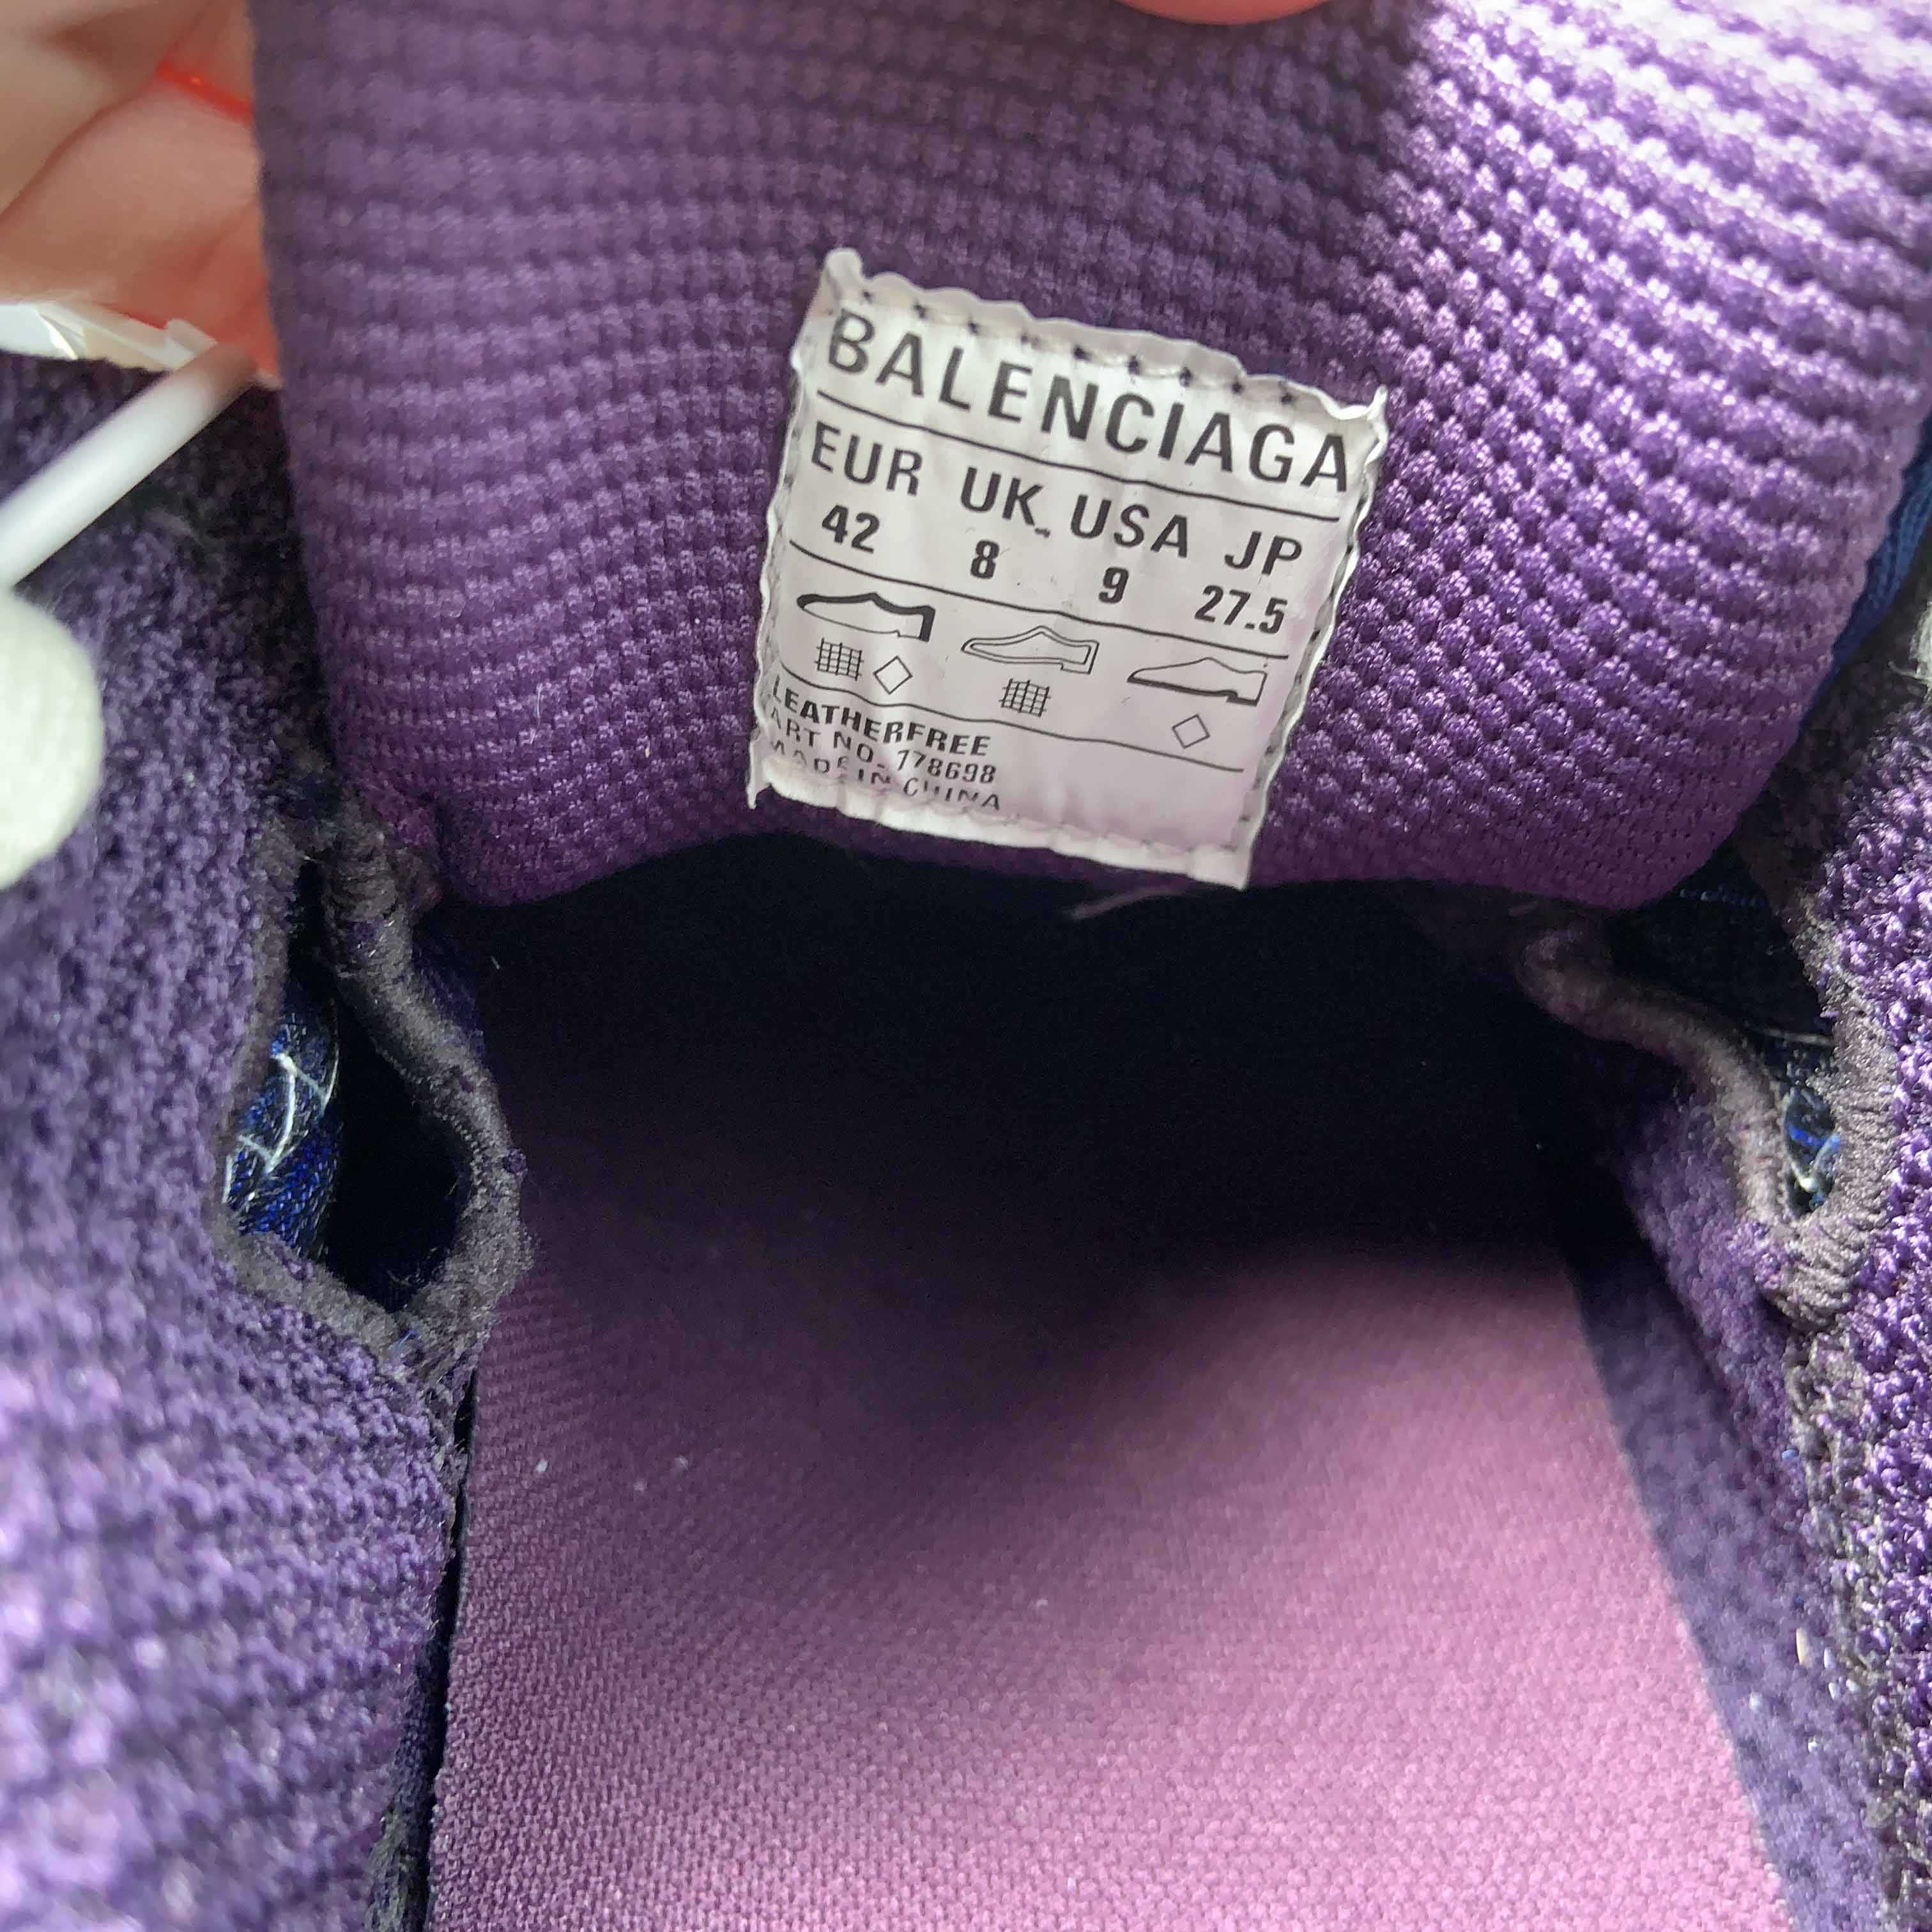 BALENCIAGA
EUR UK USA JP
42 8 9 27.5
LEATHERFREE
ART NO. 178698
MADE IN CHINA